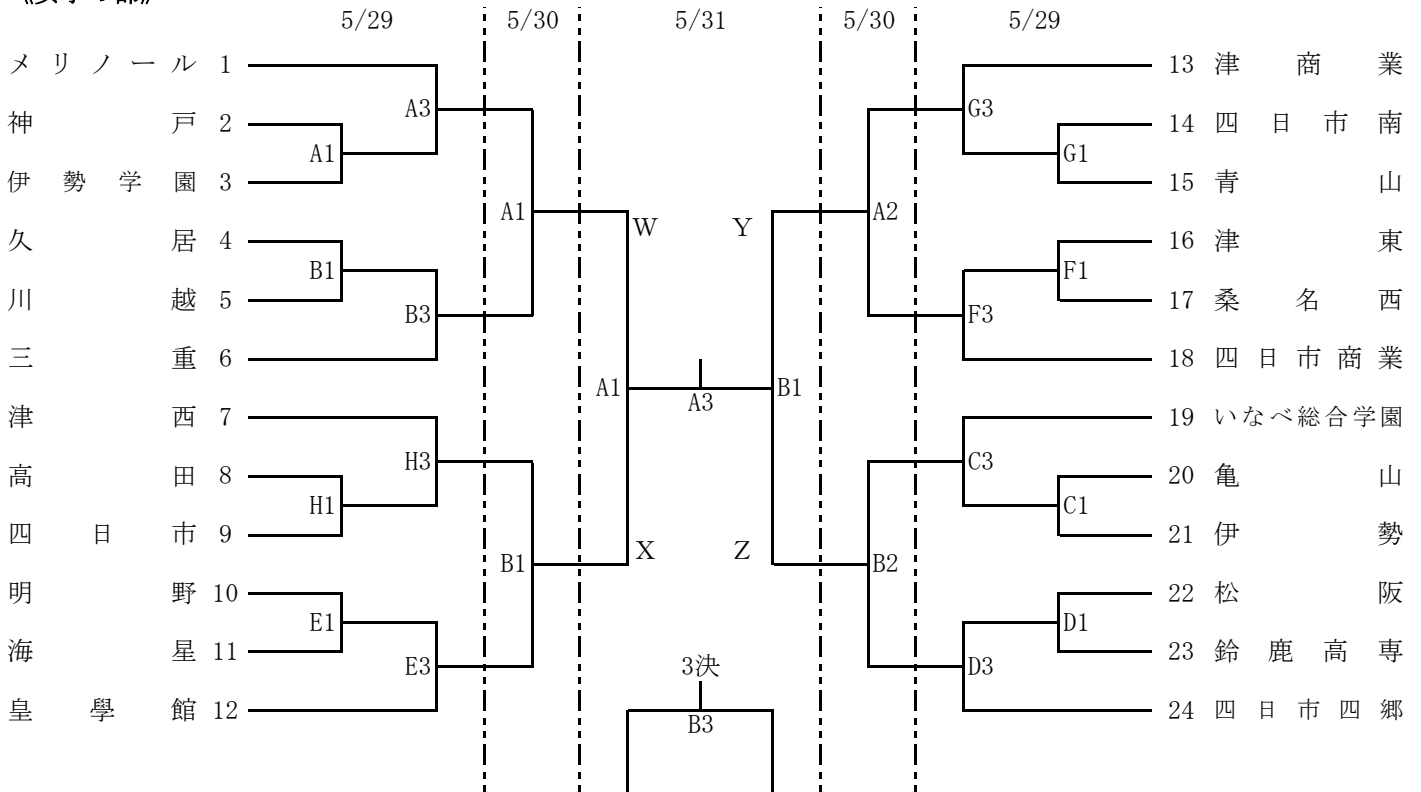 5/29 5/30 5/31 5/30 5/29
メリノール 1 13 津商業
A3 G3
神戸 2 14 四日市南
A1 G1
伊勢学園 3 15 青山
A1 W Y A2
久居 4 16 津東
B1 F1
川越 5 17 桑名西
B3 F3
三重 6 18 四日市商業
A1 A3 B1
津西 7 19 いなべ総合学園
H3 C3
高田 8 20 亀山
H1 C1
四日市 9 21 伊勢
B1 X Z B2
明野 10 22 松阪
E1 D1
海星 11 23 鈴鹿高専
E3 3決 D3
皇學館 12 24 四日市四郷
B3